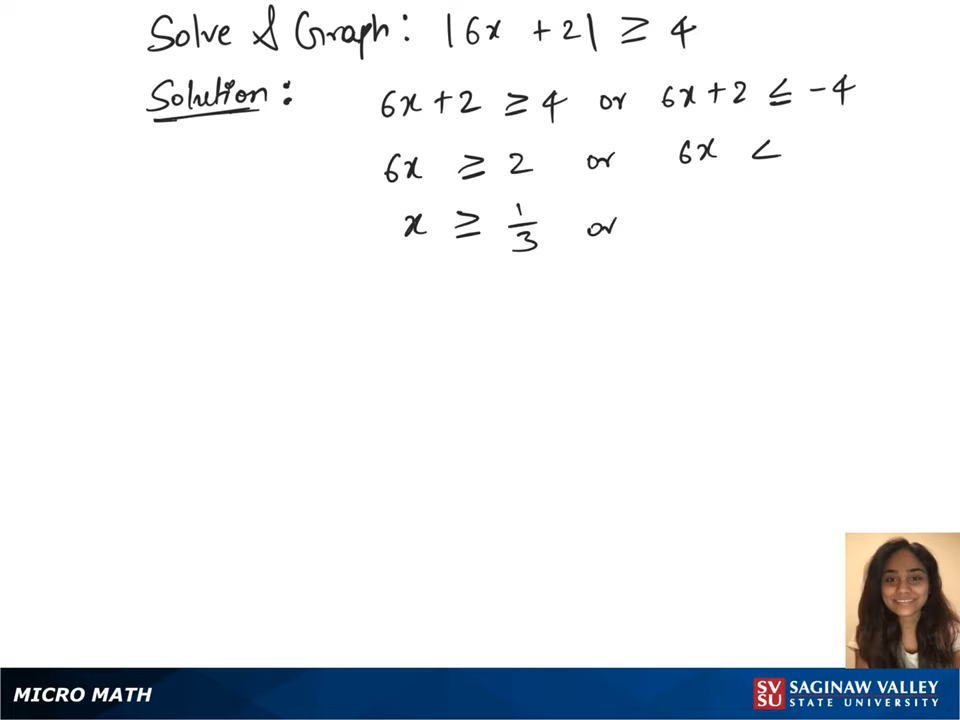 Solve & Graph: |6x + 2| ≥ 4
Solution: 6x + 2 ≥ 4 or 6x + 2 ≤ -4
6x ≥ 2 or 6x <
x ≥ 1/3 or
MICRO MATH
SV SU SAGINAW VALLEY STATE UNIVERSITY